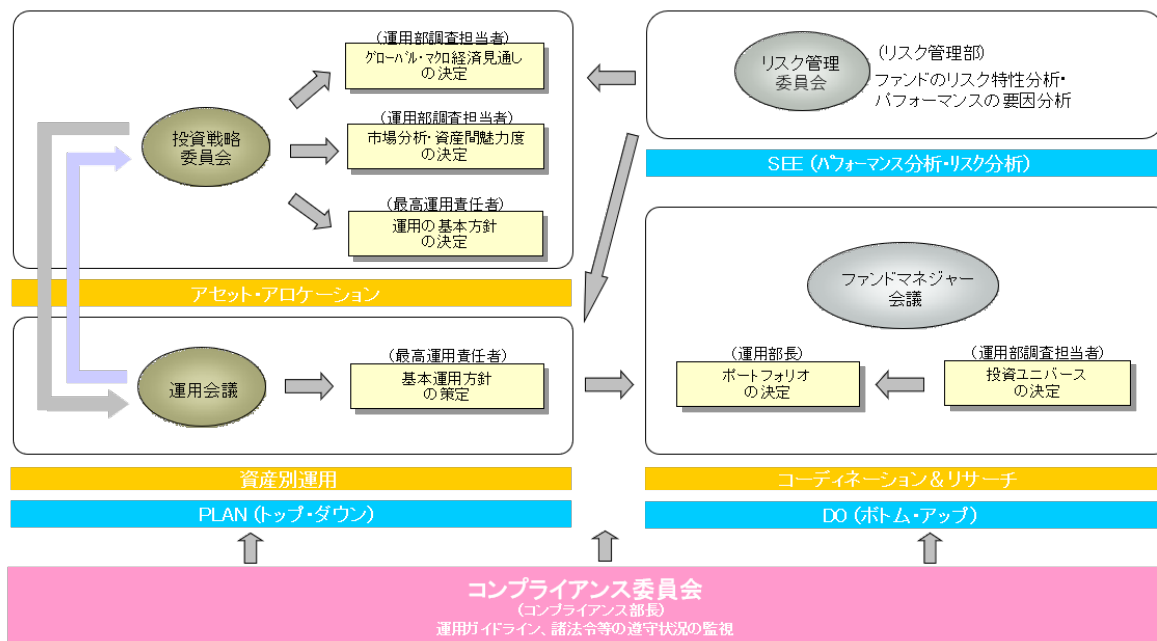 (運用部調査担当者)
グローバル・マクロ経済見通し
の決定
投資戦略
委員会
(運用部調査担当者)
市場分析・資産間魅力度
の決定
(最高運用責任者)
運用の基本方針
の決定
アセット・アロケーション
運用会議
(最高運用責任者)
基本運用方針
の策定
資産別運用
PLAN (トップ・ダウン)
リスク管理
委員会
(リスク管理部)
ファンドのリスク特性分析・
パフォーマンスの要因分析
SEE (パフォーマンス分析・リスク分析)
ファンドマネジャー
会議
(運用部長)
ポートフォリオ
の決定
(運用部調査担当者)
投資ユニバース
の決定
コーディネーション&リサーチ
DO (ボトム・アップ)
コンプライアンス委員会
(コンプライアンス部長)
運用ガイドライン、諸法令等の遵守状況の監視